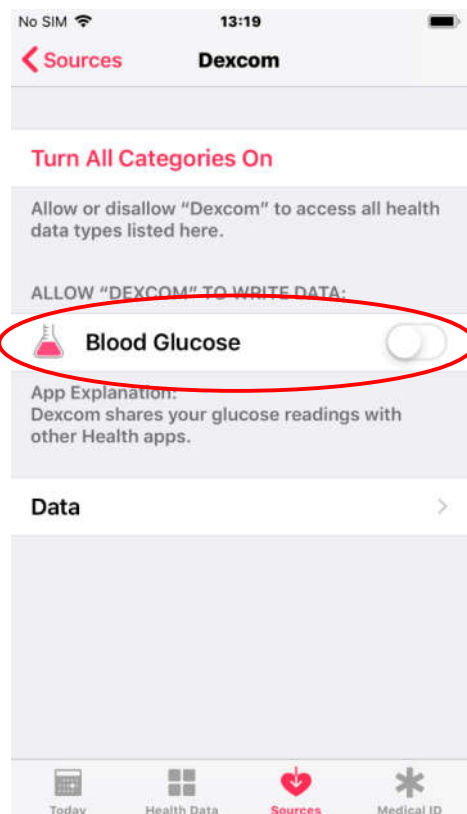 No SIM 13:19
Sources Dexcom
Turn All Categories On
Allow or disallow “Dexcom” to access all health
data types listed here.
ALLOW “DEXCOM” TO WRITE DATA:
Blood Glucose
App Explanation:
Dexcom shares your glucose readings with
other Health apps.
Data
Today Health Data Sources Medical ID